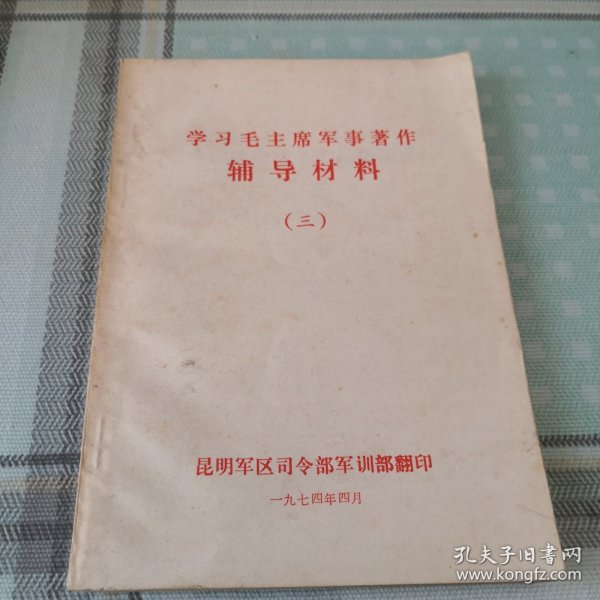 学习毛主席军事著作
辅导材料
（三）
昆明军区司令部军训部翻印
一九七四年四月
孔夫子旧书网
www.kongfz.com